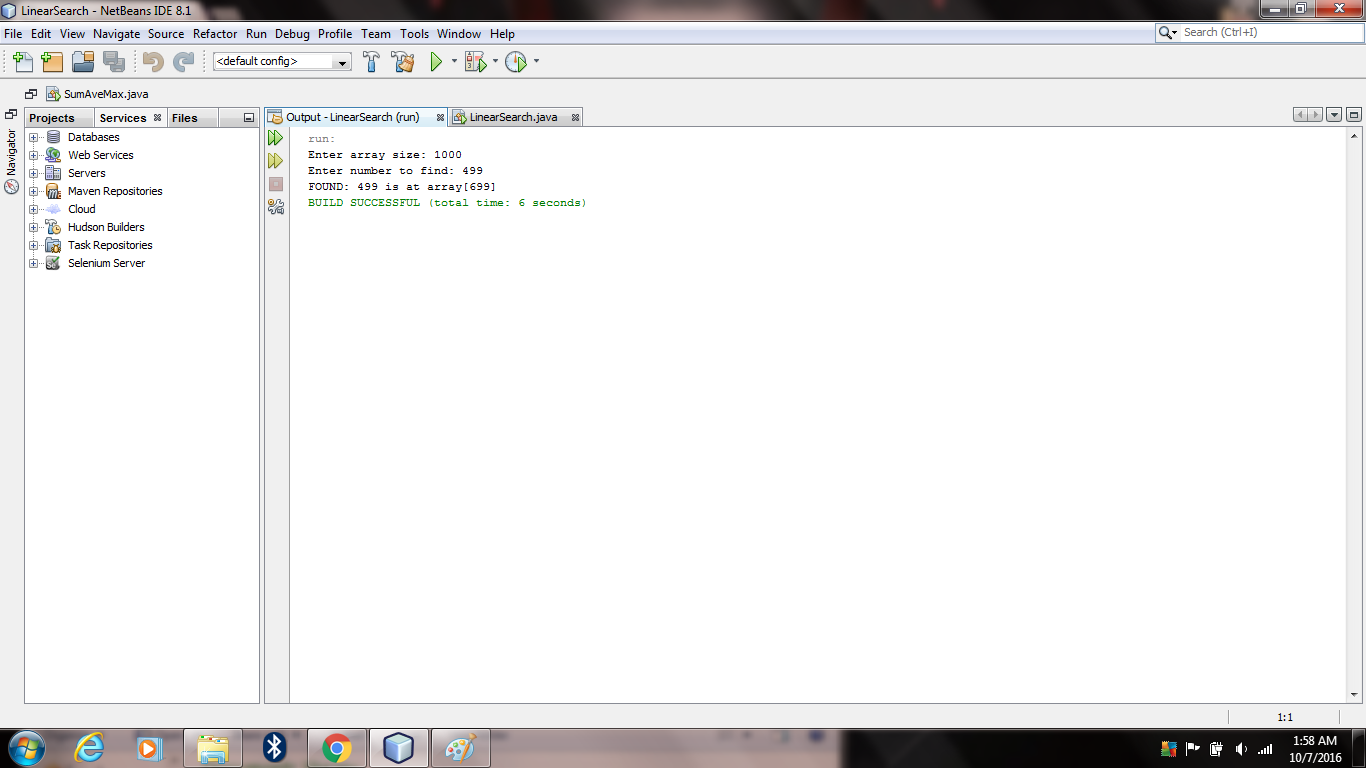 LinearSearch - NetBeans IDE 8.1
File Edit View Navigate Source Refactor Run Debug Profile Team Tools Window Help
Search (Ctrl+I)
<default config>
SumAveMax.java
Projects Services Files
Navigator
Databases
Web Services
Servers
Maven Repositories
Cloud
Hudson Builders
Task Repositories
Selenium Server
Output - LinearSearch (run) LinearSearch.java
run:
Enter array size: 1000
Enter number to find: 499
FOUND: 499 is at array[699]
BUILD SUCCESSFUL (total time: 6 seconds)
1:1
1:58 AM
10/7/2016